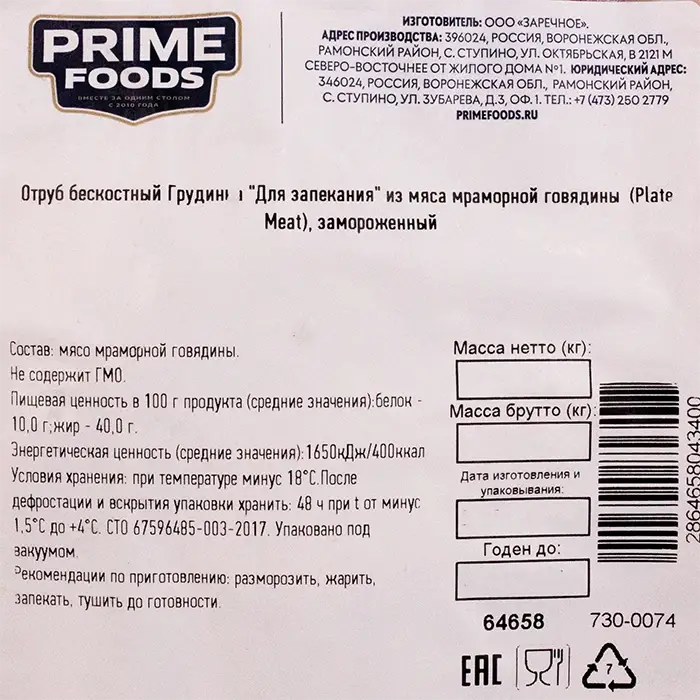 PRIME
FOODS
ВМЕСТЕ ЗА ОДНИМ СТОЛОМ
С 2010 ГОДА
ИЗГОТОВИТЕЛЬ: ООО «ЗАРЕЧНОЕ».
АДРЕС ПРОИЗВОДСТВА: 396024, РОССИЯ, ВОРОНЕЖСКАЯ ОБЛ.,
РАМОНСКИЙ РАЙОН, С. СТУПИНО, УЛ. ОКТЯБРЬСКАЯ, В 2121 М
СЕВЕРО-ВОСТОЧНЕЕ ОТ ЖИЛОГО ДОМА №1. ЮРИДИЧЕСКИЙ АДРЕС:
346024, РОССИЯ, ВОРОНЕЖСКАЯ ОБЛ., РАМОНСКИЙ РАЙОН,
С. СТУПИНО, УЛ. ЗУБАРЕВА, Д.3, ОФ. 1. ТЕЛ.: +7 (473) 250 2779
PRIMEFOODS.RU
Отруб бескостный Грудинки "Для запекания" из мяса мраморной говядины (Plate
Meat), замороженный
Состав: мясо мраморной говядины.
Не содержит ГМО.
Пищевая ценность в 100 г продукта (средние значения):белок -
10,0 г;жир - 40,0 г.
Энергетическая ценность (средние значения):1650кДж/400ккал
Условия хранения: при температуре минус 18°С.После
дефростации и вскрытия упаковки хранить: 48 ч при t от минус
1,5°С до +4°С. СТО 67596485-003-2017. Упаковано под
вакуумом.
Рекомендации по приготовлению: разморозить, жарить,
запекать, тушить до готовности.
Масса нетто (кг):
Масса брутто (кг):
Дата изготовления и
упаковывания:
Годен до:
64658 730-0074
2864658043400
EAC
7